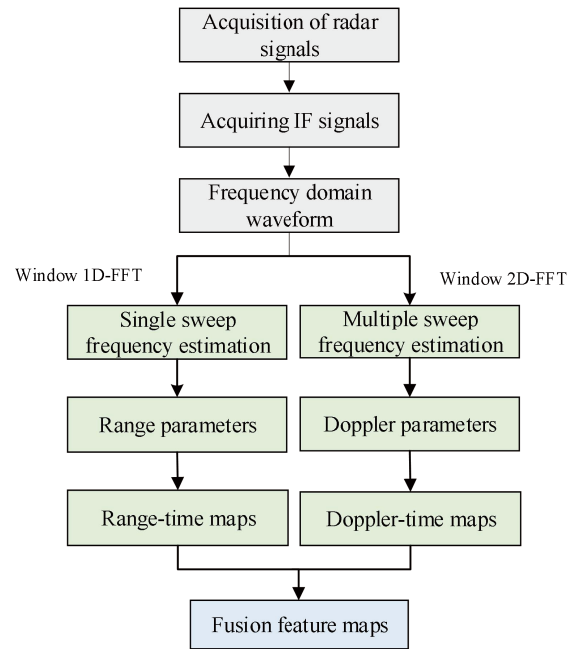 Acquisition of radar
signals
Acquiring IF signals
Frequency domain
waveform
Window 1D-FFT
Window 2D-FFT
Single sweep
frequency estimation
Multiple sweep
frequency estimation
Range parameters
Doppler parameters
Range-time maps
Doppler-time maps
Fusion feature maps